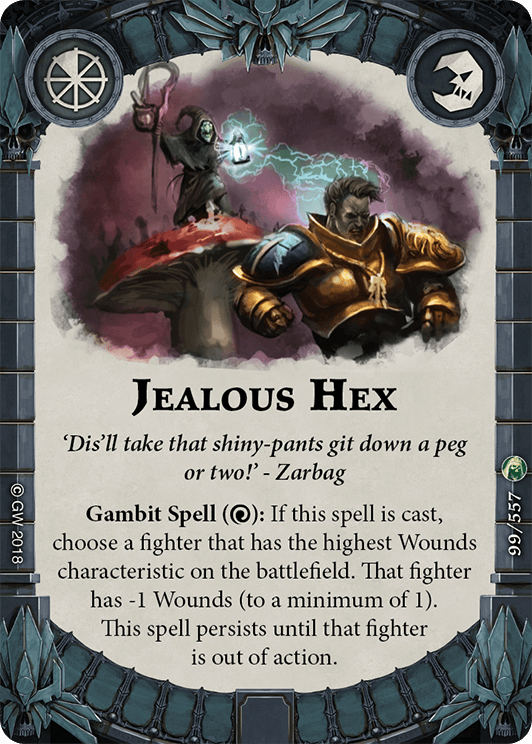 JEALOUS HEX
‘Dis’ll take that shiny-pants git down a peg
or two!’ - Zarbag
Gambit Spell (): If this spell is cast,
choose a fighter that has the highest Wounds
characteristic on the battlefield. That fighter
has -1 Wounds (to a minimum of 1).
This spell persists until that fighter
is out of action.
© GW 2018
99/557